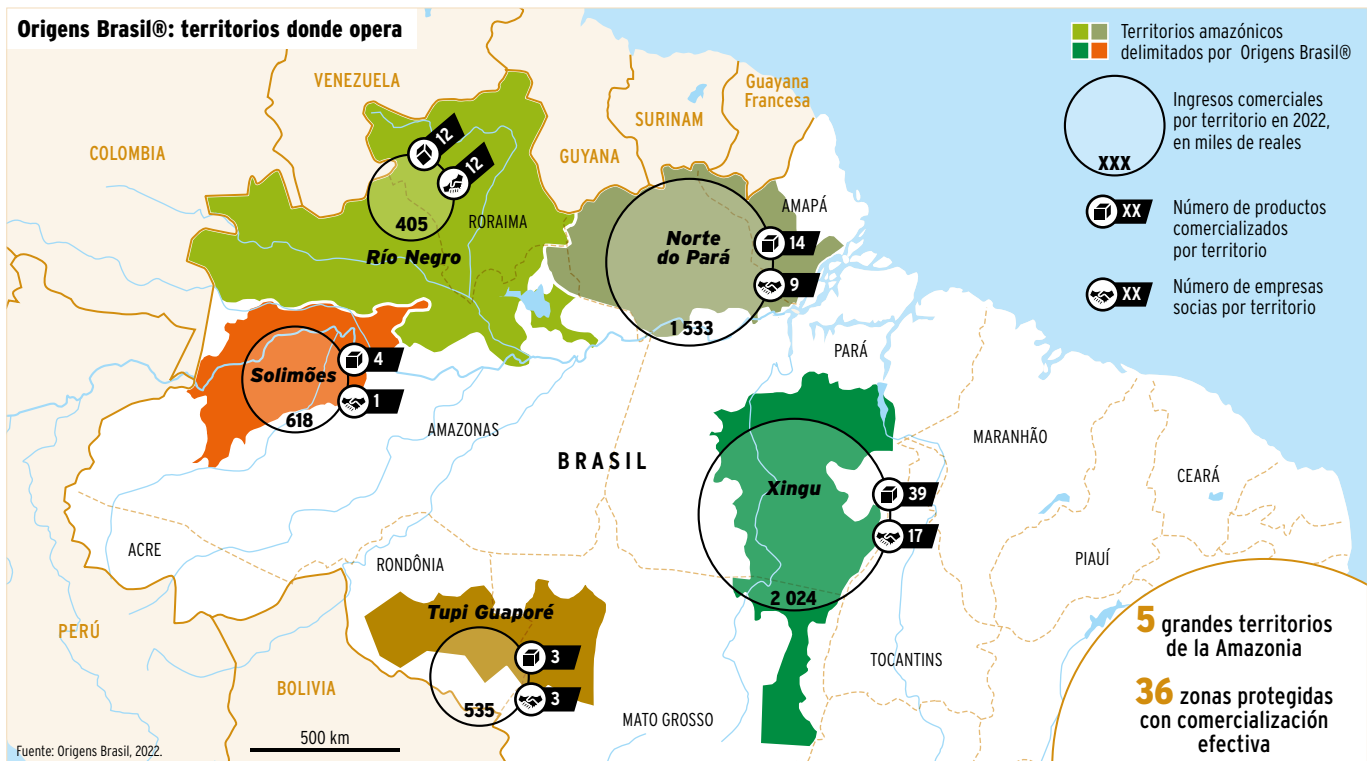 Origens Brasil®: territorios donde opera
Territorios amazónicos
delimitados por Origens Brasil®
Ingresos comerciales
por territorio en 2022,
en miles de reales
XXX
XX
Número de productos
comercializados
por territorio
XX
Número de empresas
socias por territorio
VENEZUELA
COLOMBIA
GUYANA
SURINAM
Guayana
Francesa
PERÚ
BOLIVIA
12
12
405
RORAIMA
Río Negro
AMAPÁ
Norte
do Pará
14
9
1 533
Solimões
4
1
618
AMAZONAS
BRASIL
PARÁ
MARANHÃO
CEARÁ
PIAUÍ
Xingu
39
17
2 024
ACRE
RONDÔNIA
Tupi Guaporé
3
3
535
MATO GROSSO
TOCANTINS
5 grandes territorios
de la Amazonia
36 zonas protegidas
con comercialización
efectiva
500 km
Fuente: Origens Brasil, 2022.